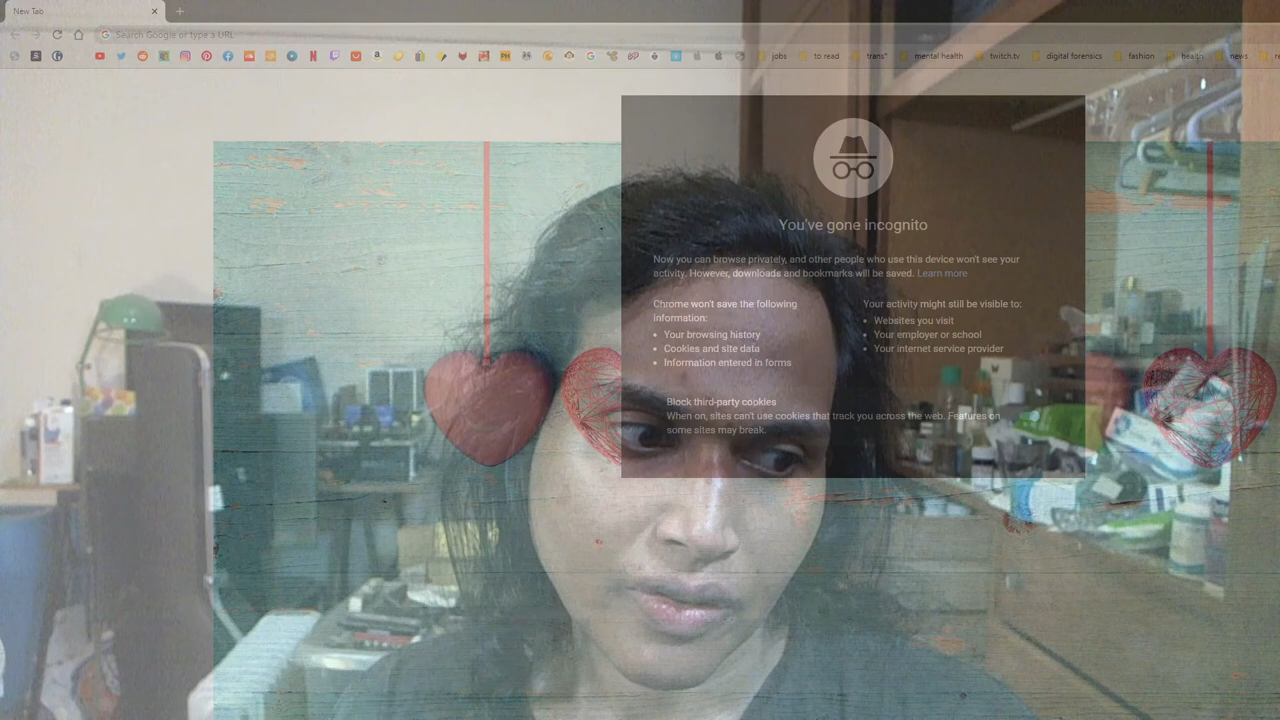 New Tab
Search Google or type a URL
jobs
to read
trans*
mental health
twitch.tv
digital forensics
fashion
health
news
You've gone incognito
Now you can browse privately, and other people who use this device won't see your
activity. However, downloads and bookmarks will be saved. Learn more
Chrome won't save the following
information:
• Your browsing history
• Cookies and site data
• Information entered in forms
Your activity might still be visible to:
• Websites you visit
• Your employer or school
• Your internet service provider
Block third-party cookies
When on, sites can't use cookies that track you across the web. Features on
some sites may break.